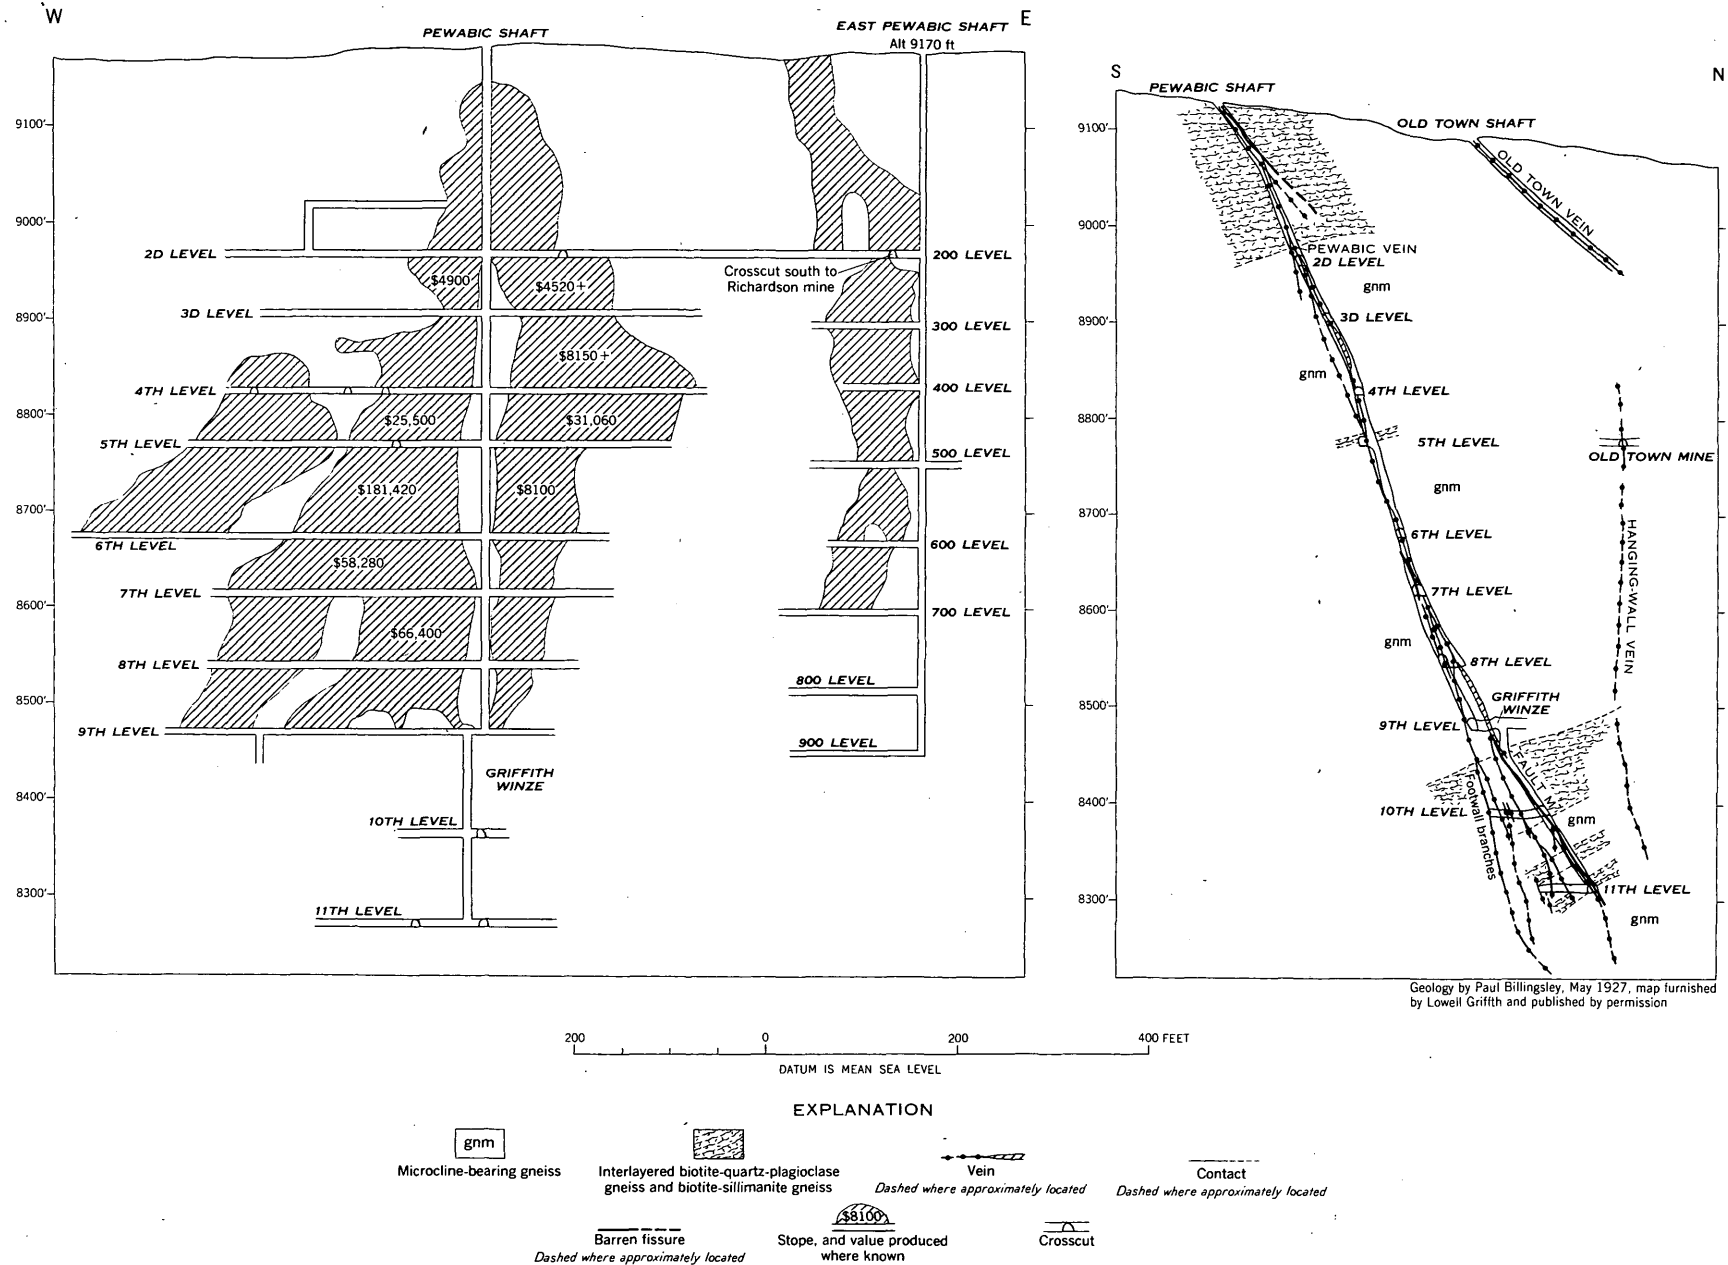 W
PEWABIC SHAFT
EAST PEWABIC SHAFT
Alt 9170 ft
E
9100'
9000'
8900'
8800'
8700'
8600'
8500'
8400'
8300'
2D LEVEL
3D LEVEL
4TH LEVEL
5TH LEVEL
6TH LEVEL
7TH LEVEL
8TH LEVEL
9TH LEVEL
GRIFFITH
WINZE
10TH LEVEL
11TH LEVEL
$4900
$4520+
$8150+
$25,500
$31,060
$181,420
$8100
$58,280
$66,400
Crosscut south to
Richardson mine
200 LEVEL
300 LEVEL
400 LEVEL
500 LEVEL
600 LEVEL
700 LEVEL
800 LEVEL
900 LEVEL
S
N
PEWABIC SHAFT
OLD TOWN SHAFT
OLD TOWN VEIN
9100'
9000'
8900'
8800'
8700'
8600'
8500'
8400'
8300'
PEWABIC VEIN
2D LEVEL
gnm
3D LEVEL
gnm
4TH LEVEL
5TH LEVEL
OLD TOWN MINE
gnm
6TH LEVEL
HANGING-WALL VEIN
7TH LEVEL
gnm
8TH LEVEL
GRIFFITH
WINZE
9TH LEVEL
FAULT
10TH LEVEL
gnm
Footwall branches
11TH LEVEL
gnm
Geology by Paul Billingsley, May 1927, map furnished
by Lowell Griffth and published by permission
200 0 200 400 FEET
DATUM IS MEAN SEA LEVEL
EXPLANATION
gnm
Microcline-bearing gneiss
Interlayered biotite-quartz-plagioclase
gneiss and biotite-sillimanite gneiss
Vein
Dashed where approximately located
Contact
Dashed where approximately located
Barren fissure
Dashed where approximately located
$8100
Stope, and value produced
where known
Crosscut